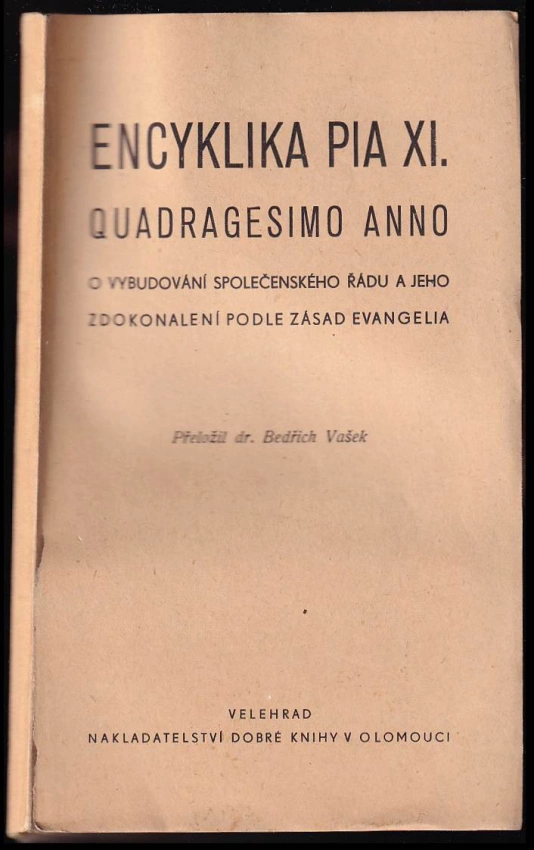 ENCYKLIKA PIA XI.
QUADRAGESIMO ANNO
O VYBUDOVÁNÍ SPOLEČENSKÉHO ŘÁDU A JEHO
ZDOKONALENÍ PODLE ZÁSAD EVANGELIA
Přeložil dr. Bedřich Vašek
VELEHRAD
NAKLADATELSTVÍ DOBRÉ KNIHY V OLOMOUCI